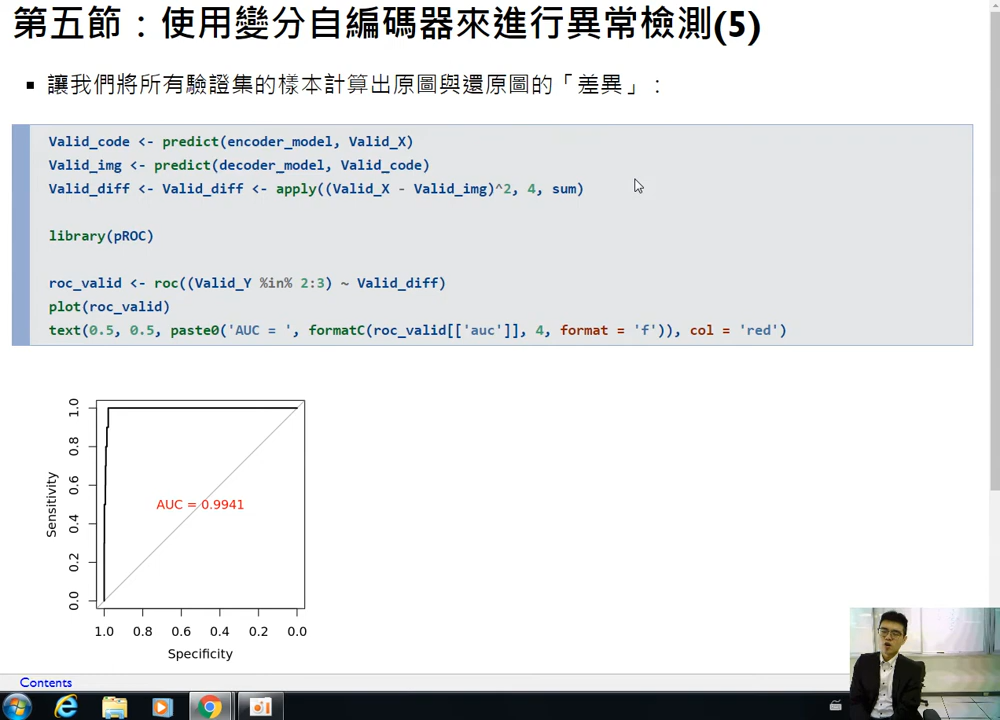 第五節：使用變分自編碼器來進行異常檢測(5)
▪ 讓我們將所有驗證集的樣本計算出原圖與還原圖的「差異」：
Valid_code <- predict(encoder_model, Valid_X)
Valid_img <- predict(decoder_model, Valid_code)
Valid_diff <- Valid_diff <- apply((Valid_X - Valid_img)^2, 4, sum)
library(pROC)
roc_valid <- roc((Valid_Y %in% 2:3) ~ Valid_diff)
plot(roc_valid)
text(0.5, 0.5, paste0('AUC = ', formatC(roc_valid[['auc']], 4, format = 'f')), col = 'red')
Sensitivity
1.0
0.8
0.6
0.4
0.2
0.0
AUC = 0.9941
1.0 0.8 0.6 0.4 0.2 0.0
Specificity
Contents